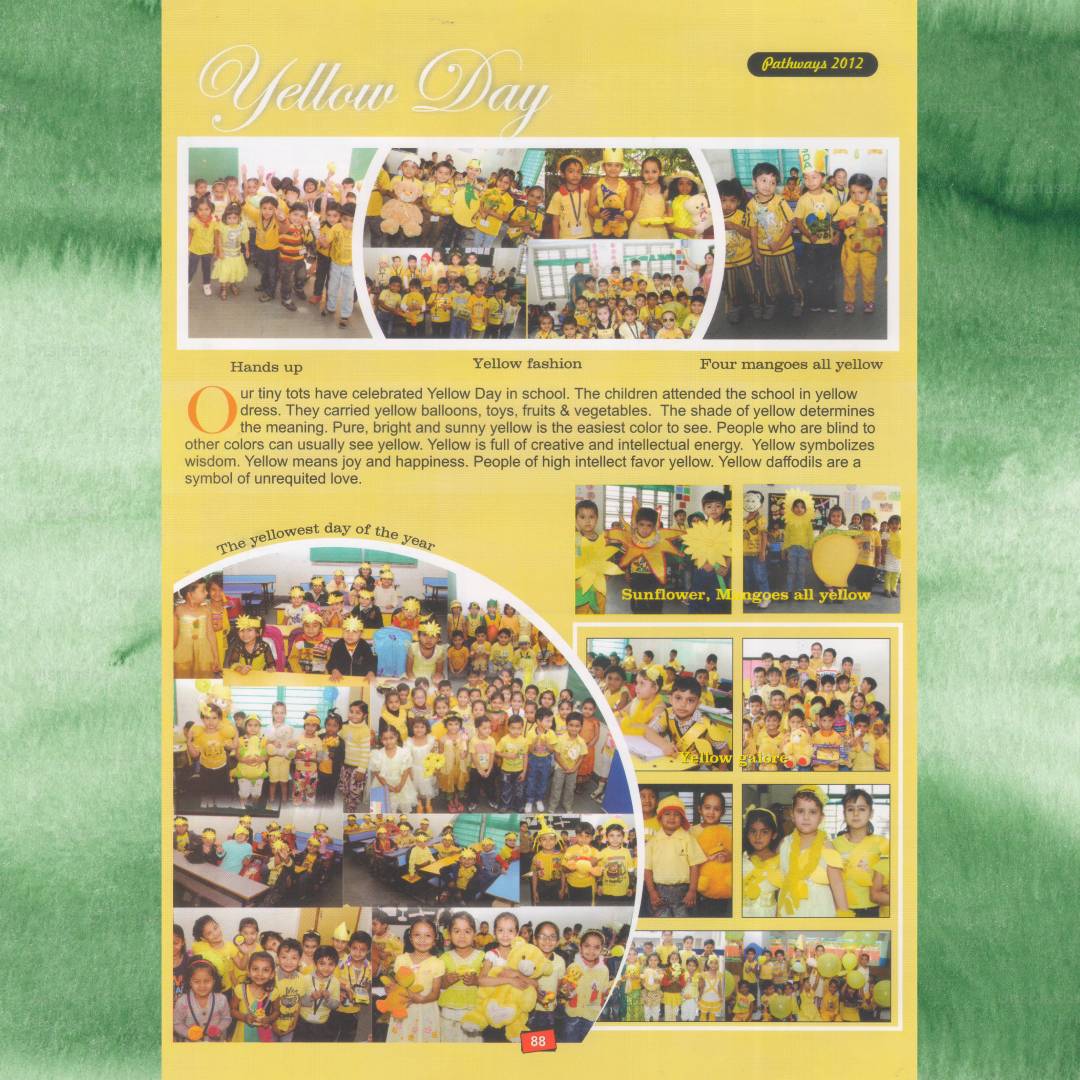 Yellow Day
Pathways 2012
Hands up
Yellow fashion
Four mangoes all yellow
Our tiny tots have celebrated Yellow Day in school. The children attended the school in yellow
dress. They carried yellow balloons, toys, fruits & vegetables. The shade of yellow determines
the meaning. Pure, bright and sunny yellow is the easiest color to see. People who are blind to
other colors can usually see yellow. Yellow is full of creative and intellectual energy. Yellow symbolizes
wisdom. Yellow means joy and happiness. People of high intellect favor yellow. Yellow daffodils are a
symbol of unrequited love.
The yellowest day of the year
Sunflower, Mangoes all yellow
Yellow galore
88